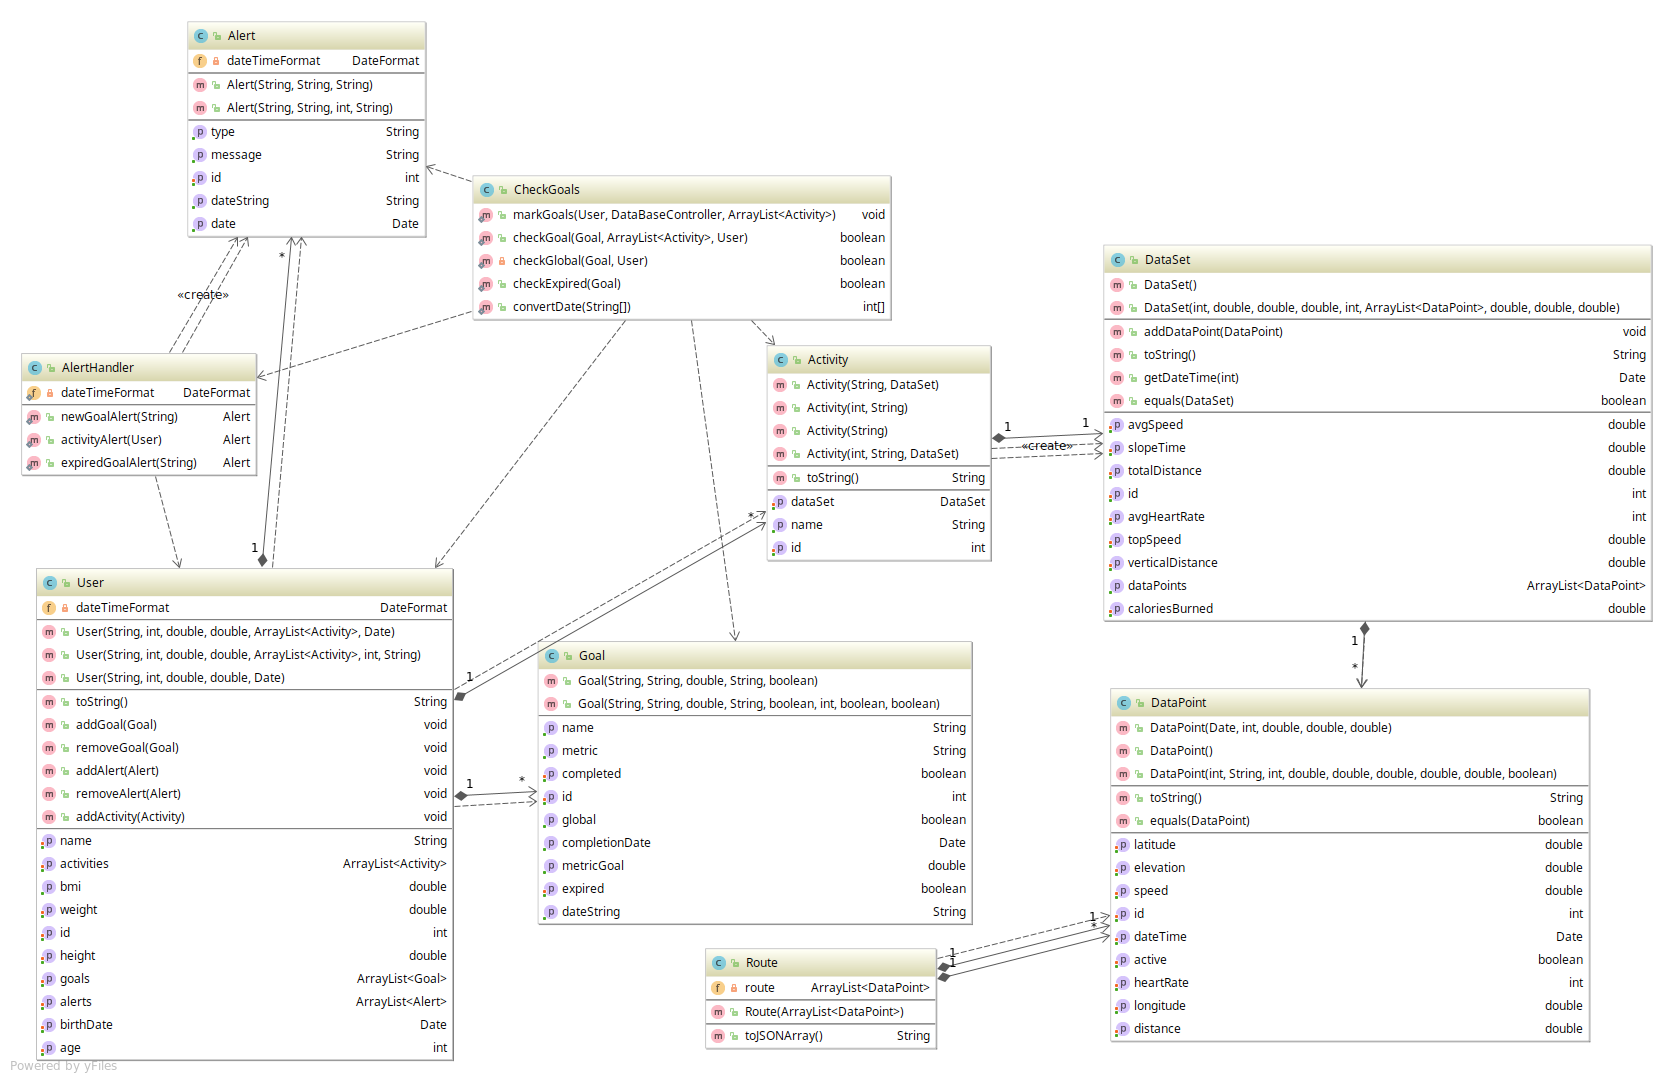 Alert
dateTimeFormat DateFormat
Alert(String, String, String)
Alert(String, String, int, String)
type String
message String
id int
dateString String
date Date
CheckGoals
markGoals(User, DataBaseController, ArrayList<Activity>) void
checkGoal(Goal, ArrayList<Activity>, User) boolean
checkGlobal(Goal, User) boolean
checkExpired(Goal) boolean
convertDate(String[]) int[]
*
«create»
AlertHandler
dateTimeFormat DateFormat
newGoalAlert(String) Alert
activityAlert(User) Alert
expiredGoalAlert(String) Alert
Activity
Activity(String, DataSet)
Activity(int, String)
Activity(String)
Activity(int, String, DataSet)
toString() String
dataSet DataSet
name String
id int
1
1
«create»
DataSet
DataSet()
DataSet(int, double, double, double, int, ArrayList<DataPoint>, double, double, double)
addDataPoint(DataPoint) void
toString() String
getDateTime(int) Date
equals(DataSet) boolean
avgSpeed double
slopeTime double
totalDistance double
id int
avgHeartRate int
topSpeed double
verticalDistance double
dataPoints ArrayList<DataPoint>
caloriesBurned double
1
*
1
*
1
User
dateTimeFormat DateFormat
User(String, int, double, double, ArrayList<Activity>, Date)
User(String, int, double, double, ArrayList<Activity>, int, String)
User(String, int, double, double, Date)
toString() String
addGoal(Goal) void
removeGoal(Goal) void
addAlert(Alert) void
removeAlert(Alert) void
addActivity(Activity) void
name String
activities ArrayList<Activity>
bmi double
weight double
id int
height double
goals ArrayList<Goal>
alerts ArrayList<Alert>
birthDate Date
age int
1
*
Goal
Goal(String, String, double, String, boolean)
Goal(String, String, double, String, boolean, int, boolean, boolean)
name String
metric String
completed boolean
id int
global boolean
completionDate Date
metricGoal double
expired boolean
dateString String
DataPoint
DataPoint(Date, int, double, double, double)
DataPoint()
DataPoint(int, String, int, double, double, double, double, double, boolean)
toString() String
equals(DataPoint) boolean
latitude double
elevation double
speed double
id int
dateTime Date
active boolean
heartRate int
longitude double
distance double
1
*
1
1
Route
route ArrayList<DataPoint>
Route(ArrayList<DataPoint>)
toJSONArray() String
Powered by yFiles